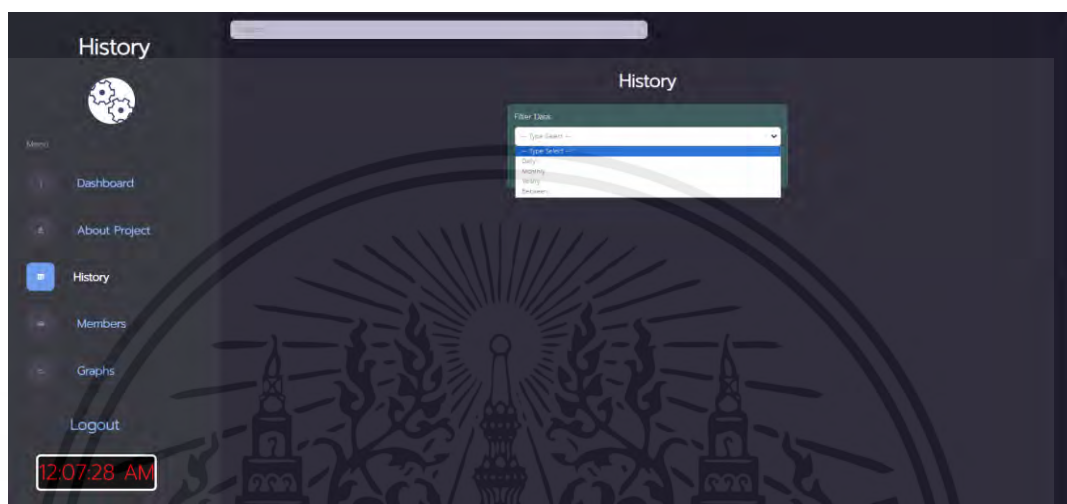 History
Menu
Dashboard
About Project
History
Members
Graphs
Logout
12:07:28 AM
History
Filter Data
-- Type Select --
-- Type Select --
Daily
Monthly
Yearly
Between